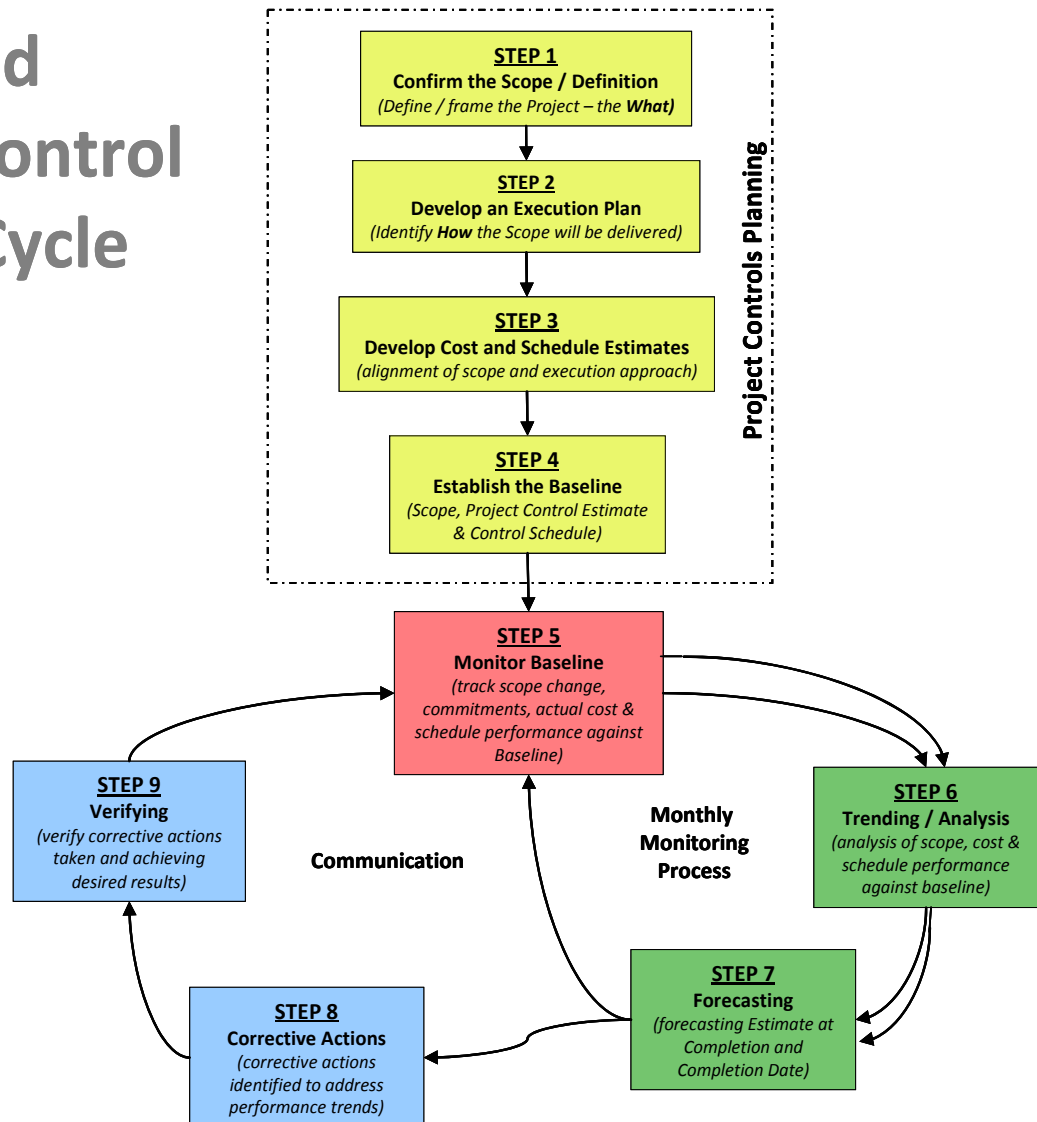 d
ontrol
Cycle
STEP 1
Confirm the Scope / Definition
(Define / frame the Project – the What)
STEP 2
Develop an Execution Plan
(Identify How the Scope will be delivered)
STEP 3
Develop Cost and Schedule Estimates
(alignment of scope and execution approach)
STEP 4
Establish the Baseline
(Scope, Project Control Estimate
& Control Schedule)
Project Controls Planning
STEP 5
Monitor Baseline
(track scope change,
commitments, actual cost &
schedule performance against
Baseline)
STEP 6
Trending / Analysis
(analysis of scope, cost &
schedule performance
against baseline)
Monthly
Monitoring
Process
Communication
STEP 7
Forecasting
(forecasting Estimate at
Completion and
Completion Date)
STEP 8
Corrective Actions
(corrective actions
identified to address
performance trends)
STEP 9
Verifying
(verify corrective actions
taken and achieving
desired results)